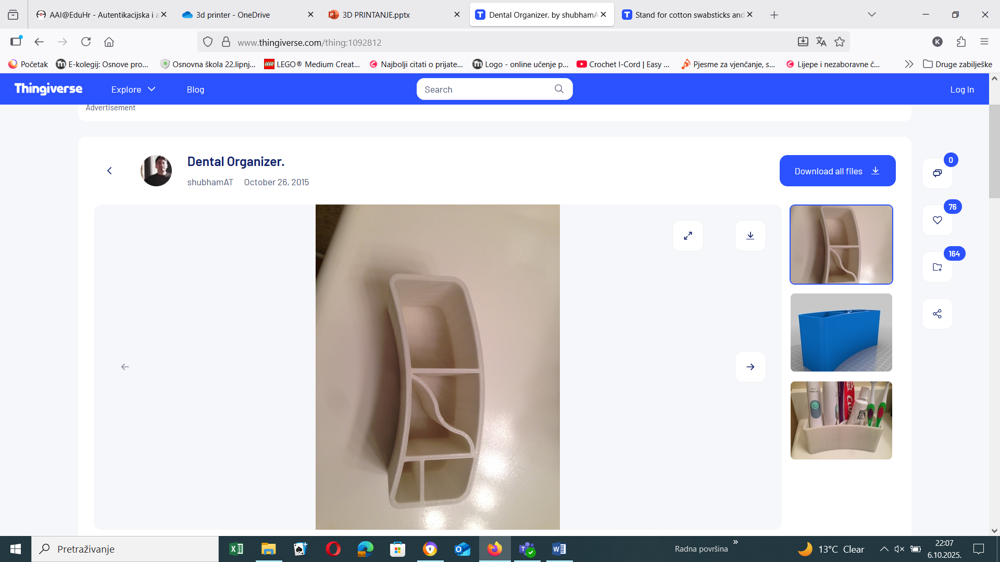 AAI@EduHr - Autentikacijska i a
3d printer - OneDrive
3D PRINTANJE.pptx
Dental Organizer. by shubhamA
Stand for cotton swabsticks and
www.thingiverse.com/thing:1092812
K
Početak
E-kolegij: Osnove pro...
Osnovna škola 22.lipnj...
LEGO® Medium Creat...
Najbolji citati o prijate...
Logo - online učenje p...
Crochet I-Cord | Easy ...
Pjesme za vjenčanje, s...
Lijepe i nezaboravne č...
Druge zabilješke
Thingiverse
Explore
Blog
Search
Log In
Advertisement
Dental Organizer.
shubhamAT October 26, 2015
Download all files
0
76
164
Pretraživanje
Radna površina
13°C Clear
22:07
6.10.2025.